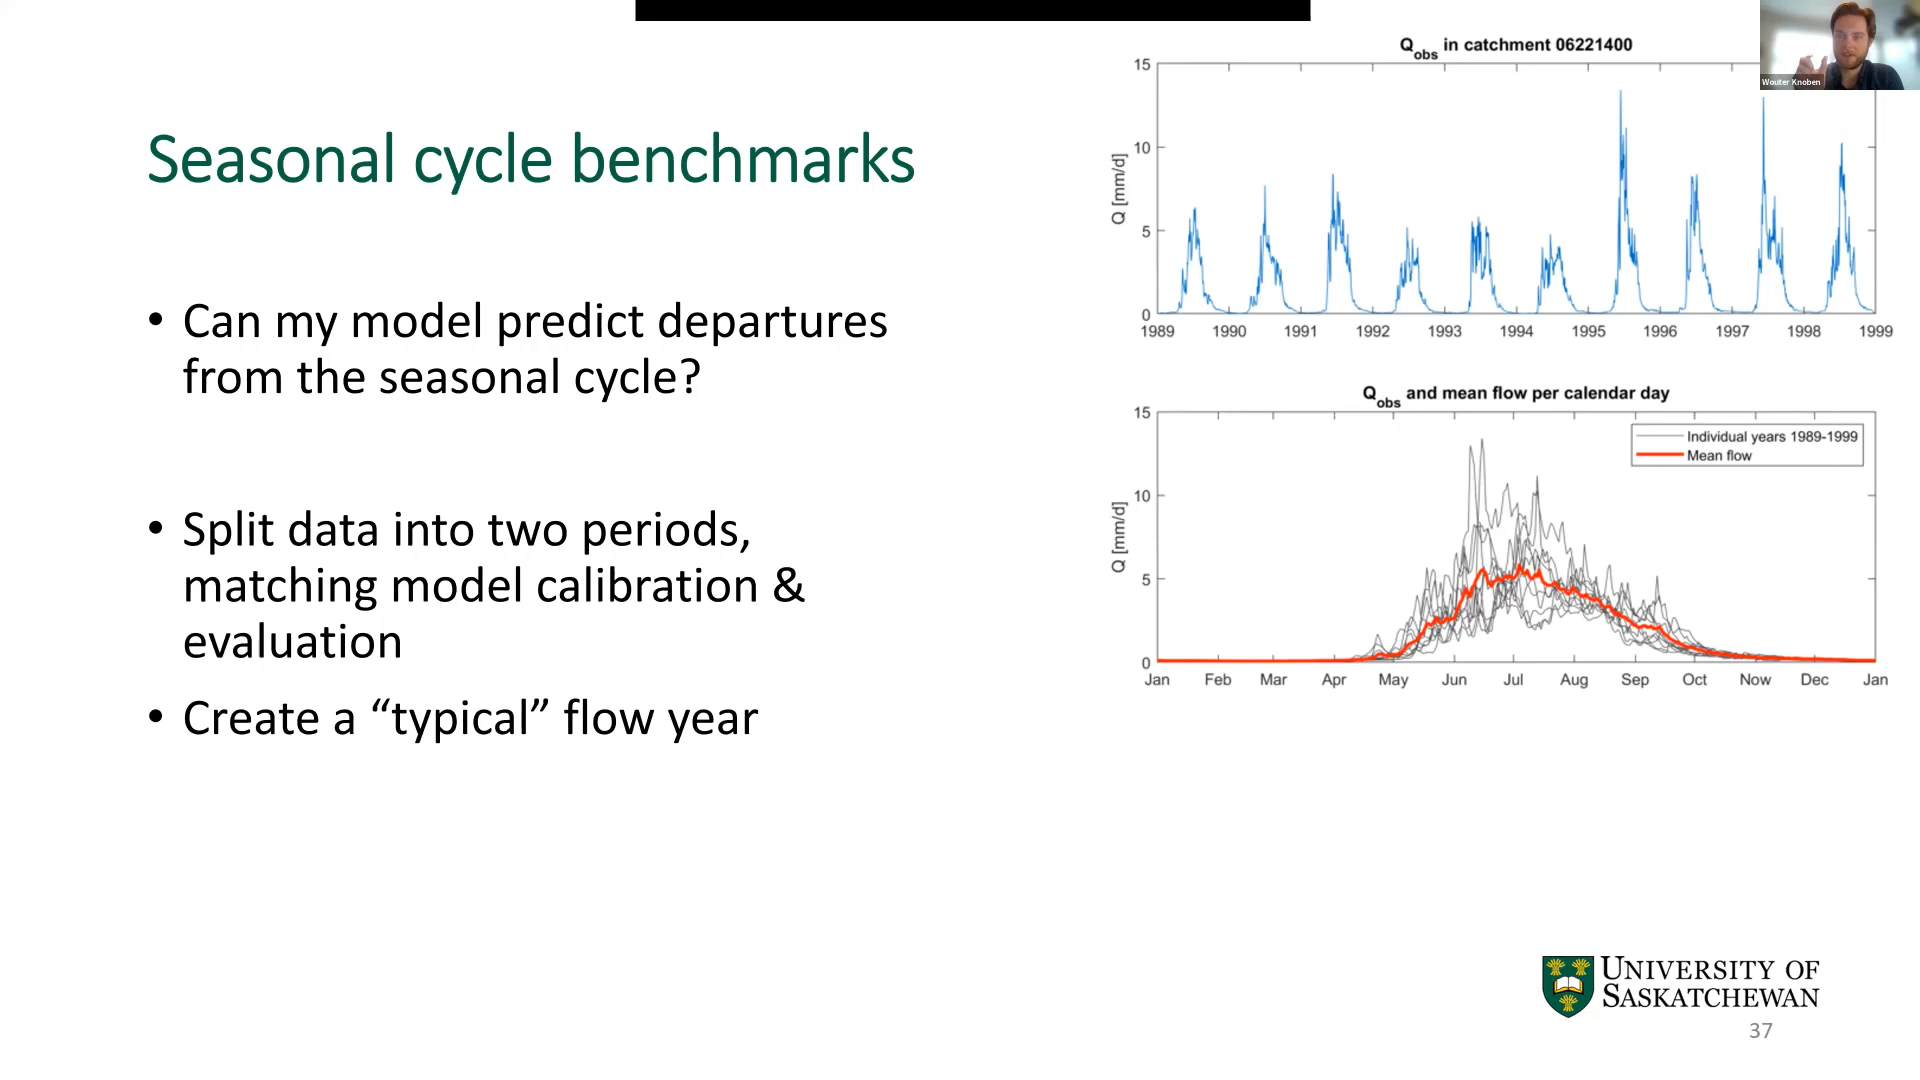 Seasonal cycle benchmarks
• Can my model predict departures
from the seasonal cycle?
• Split data into two periods,
matching model calibration &
evaluation
• Create a “typical” flow year
Qobs in catchment 06221400
15
10
5
0
Q [mm/d]
1989 1990 1991 1992 1993 1994 1995 1996 1997 1998 1999
Qobs and mean flow per calendar day
15
10
5
0
Q [mm/d]
Individual years 1989-1999
Mean flow
Jan Feb Mar Apr May Jun Jul Aug Sep Oct Now Dec Jan
Wouter Knoben
UNIVERSITY OF
SASKATCHEWAN
37